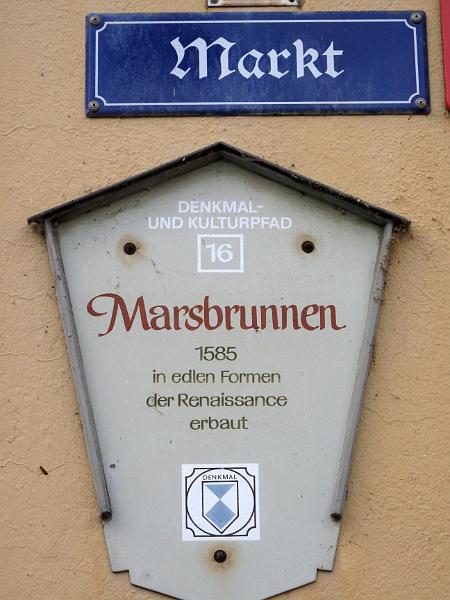 Markt
DENKMAL-
UND KULTURPFAD
16
Marsbrunnen
1585
in edlen Formen
der Renaissance
erbaut
DENKMAL